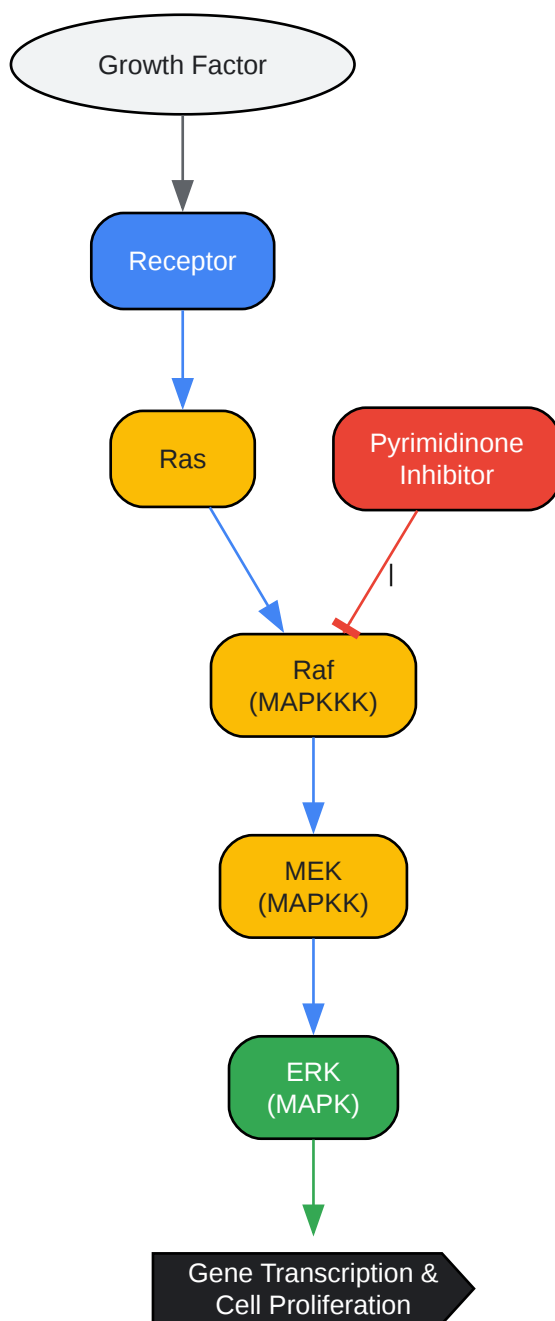 Growth Factor
Receptor
Ras
Pyrimidinone
Inhibitor
|
Raf
(MAPKKK)
MEK
(MAPKK)
ERK
(MAPK)
Gene Transcription &
Cell Proliferation